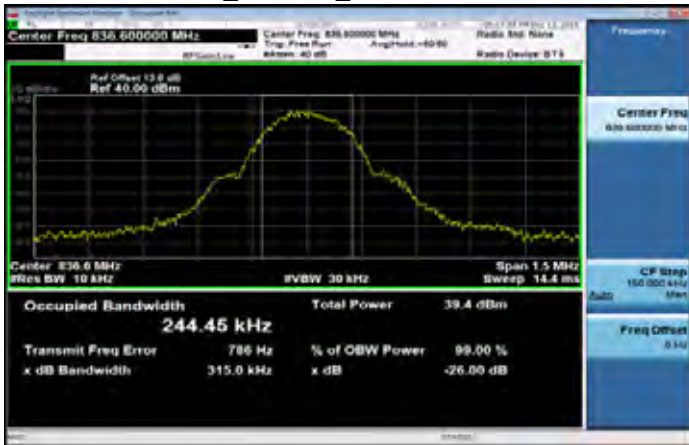 Center Freq 836.600000 MHz
Center Freq: 836.600000 MHz
Radio Std: None
Frequency
Trig: Free Run
Avg|Hold:>60/60
#IFGain:Low
#Atten: 40 dB
Radio Device: BTS
Ref Offset 13.8 dB
Ref 40.00 dBm
Center Freq
836.600000 MHz
Center 836.6 MHz
Span 1.5 MHz
#Res BW 10 kHz
#VBW 30 kHz
Sweep 14.4 ms
CF Step
150.000 kHz
Auto Man
Occupied Bandwidth
Total Power 39.4 dBm
244.45 kHz
Freq Offset
0 Hz
Transmit Freq Error 786 Hz
% of OBW Power 99.00 %
x dB Bandwidth 315.0 kHz
x dB -26.00 dB